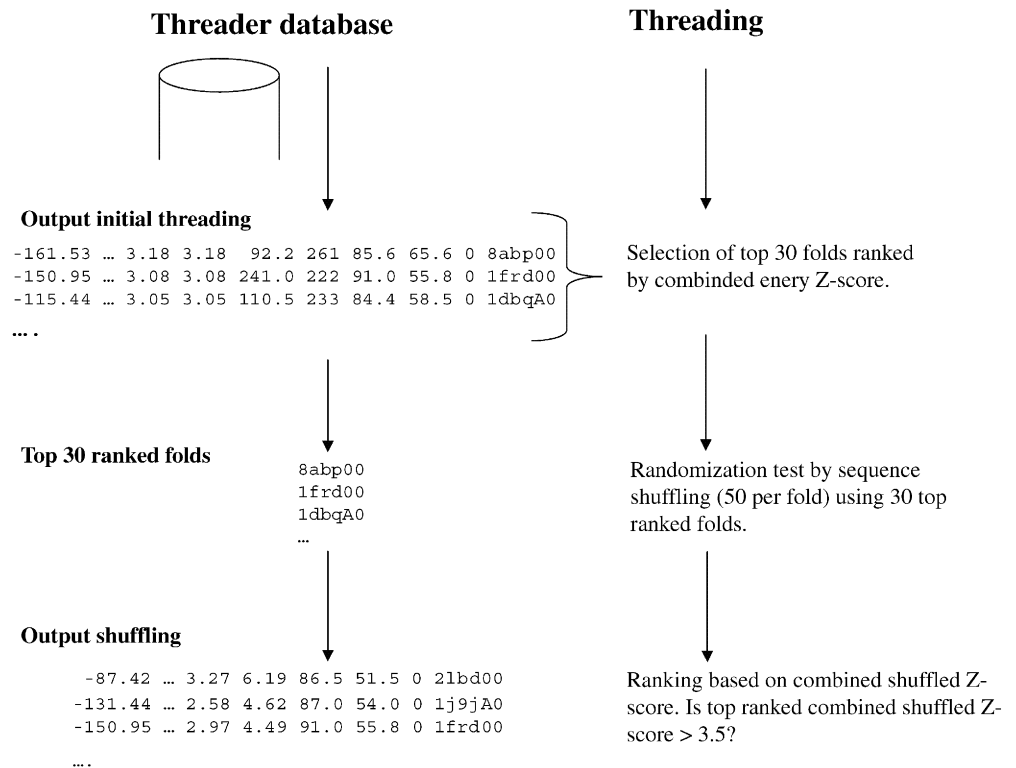 Threader database
Threading
Output initial threading
-161.53 … 3.18 3.18 92.2 261 85.6 65.6 0 8abp00
-150.95 … 3.08 3.08 241.0 222 91.0 55.8 0 1frd00
-115.44 … 3.05 3.05 110.5 233 84.4 58.5 0 1dbqA0
… .
Selection of top 30 folds ranked
by combinded enery Z-score.
Top 30 ranked folds
8abp00
1frd00
1dbqA0
…
Randomization test by sequence
shuffling (50 per fold) using 30 top
ranked folds.
Output shuffling
-87.42 … 3.27 6.19 86.5 51.5 0 2lbd00
-131.44 … 2.58 4.62 87.0 54.0 0 1j9jA0
-150.95 … 2.97 4.49 91.0 55.8 0 1frd00
….
Ranking based on combined shuffled Z-
score. Is top ranked combined shuffled Z-
score > 3.5?